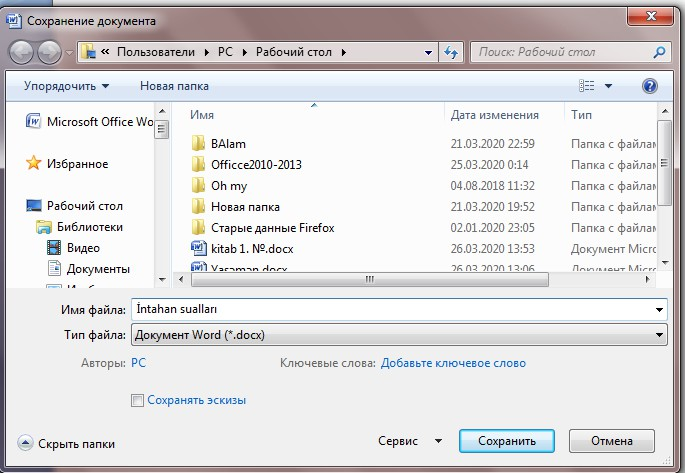 Сохранение документа
« Пользователи PC Рабочий стол
Поиск: Рабочий стол
Упорядочить Новая папка
Microsoft Office Wo
Избранное
Рабочий стол
Библиотеки
Видео
Документы
Имя Дата изменения Тип
BAlam 21.03.2020 22:59 Папка с файлам
Officce2010-2013 25.03.2020 0:14 Папка с файлам
Oh my 04.08.2018 11:32 Папка с файлам
Новая папка 21.03.2020 19:52 Папка с файлам
Старые данные Firefox 02.01.2020 23:05 Папка с файлам
kitab 1. №.docx 26.03.2020 13:53 Документ Micro
Yasaman.docx 26.03.2020 13:06 Документ Micro
Имя файла: İntahan sualları
Тип файла: Документ Word (*.docx)
Авторы: PC Ключевые слова: Добавьте ключевое слово
Сохранять эскизы
Скрыть папки Сервис Сохранить Отмена